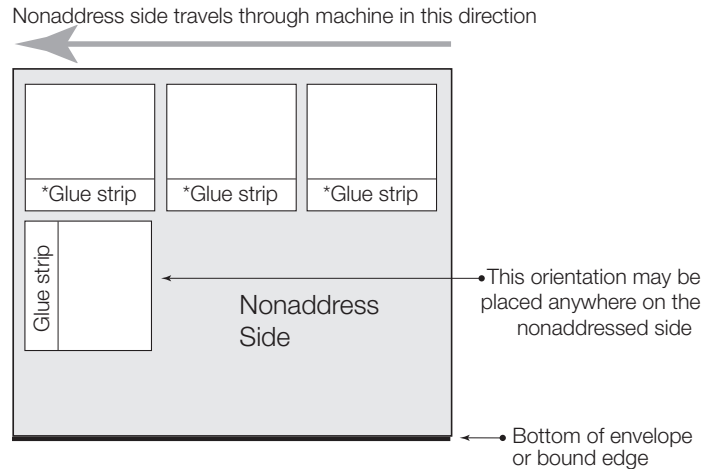 Nonaddress side travels through machine in this direction
*Glue strip *Glue strip *Glue strip
Glue strip
Nonaddress
Side
This orientation may be
placed anywhere on the
nonaddressed side
Bottom of envelope
or bound edge